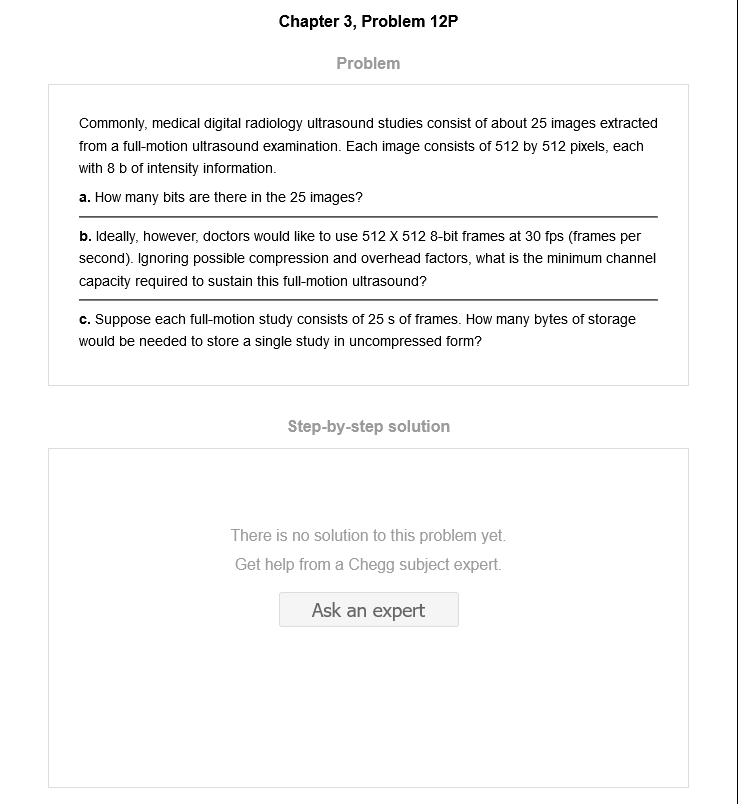 Chapter 3, Problem 12P
Problem
Commonly, medical digital radiology ultrasound studies consist of about 25 images extracted
from a full-motion ultrasound examination. Each image consists of 512 by 512 pixels, each
with 8 b of intensity information.
a. How many bits are there in the 25 images?
b. Ideally, however, doctors would like to use 512 X 512 8-bit frames at 30 fps (frames per
second). Ignoring possible compression and overhead factors, what is the minimum channel
capacity required to sustain this full-motion ultrasound?
c. Suppose each full-motion study consists of 25 s of frames. How many bytes of storage
would be needed to store a single study in uncompressed form?
Step-by-step solution
There is no solution to this problem yet.
Get help from a Chegg subject expert.
Ask an expert